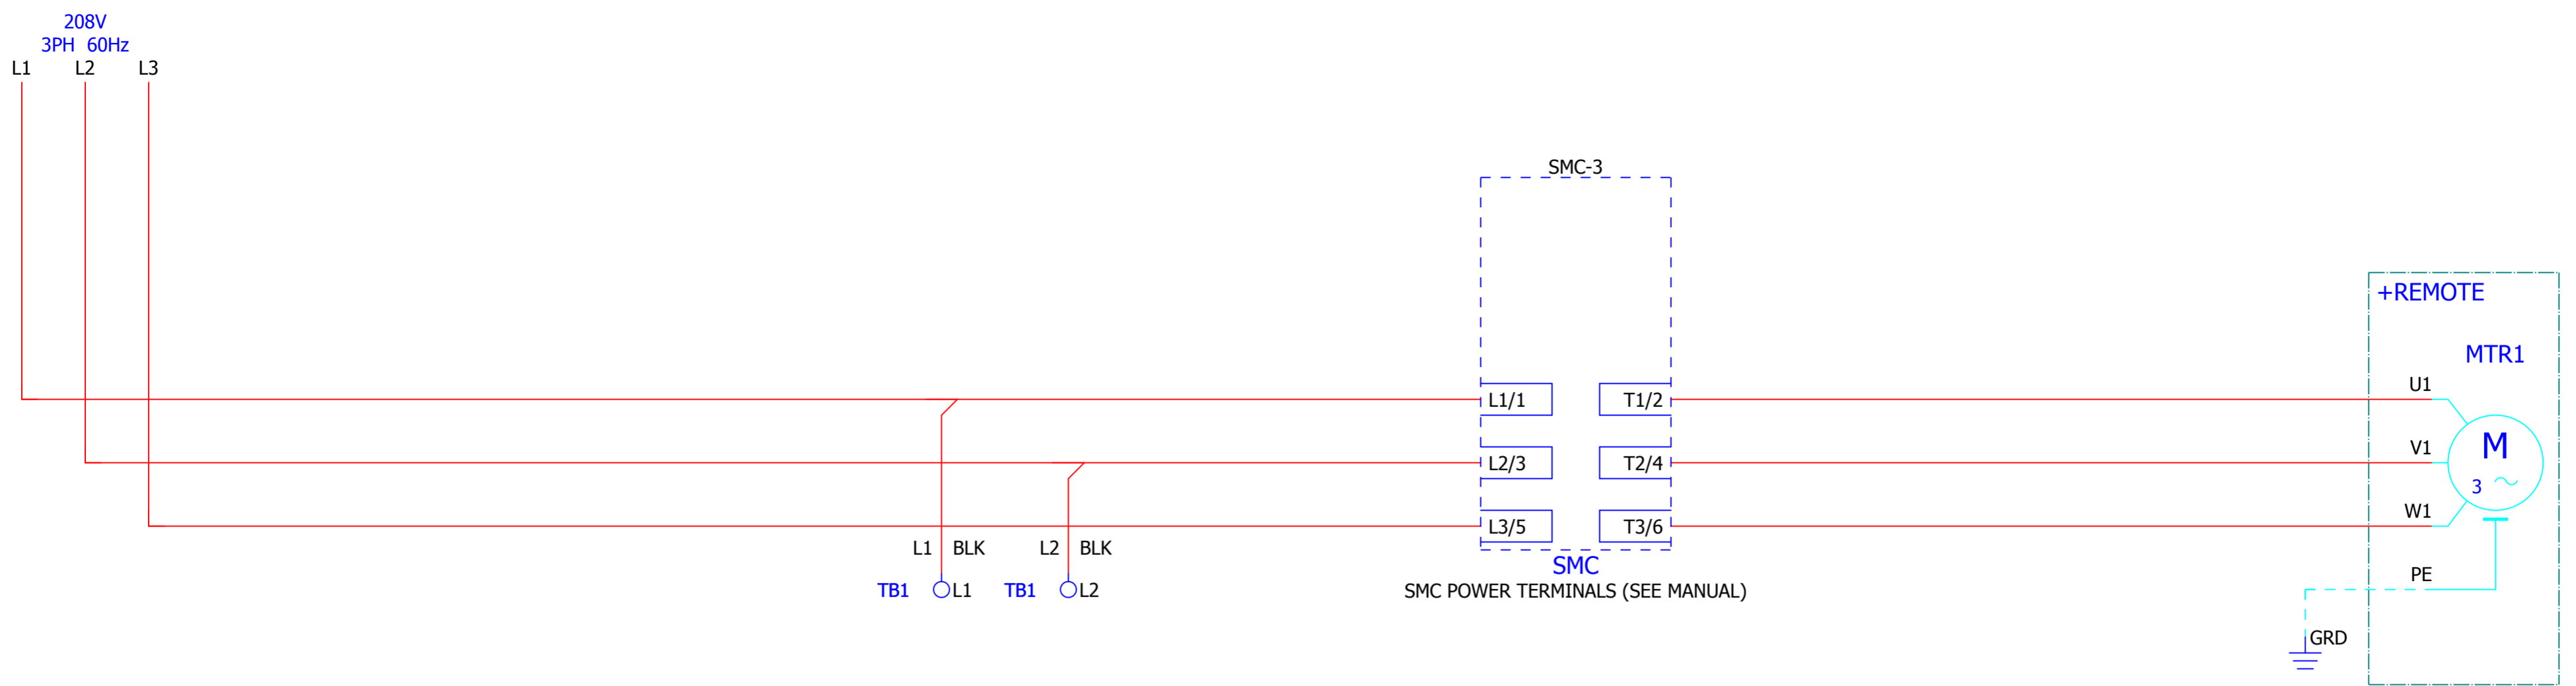 208V
3PH 60Hz
L1 L2 L3
SMC-3
+REMOTE
MTR1
U1
L1/1 T1/2
M
V1
L2/3 T2/4
3
W1
L3/5 T3/6
L1 BLK L2 BLK
SMC
PE
TB1 L1 TB1 L2
SMC POWER TERMINALS (SEE MANUAL)
GRD